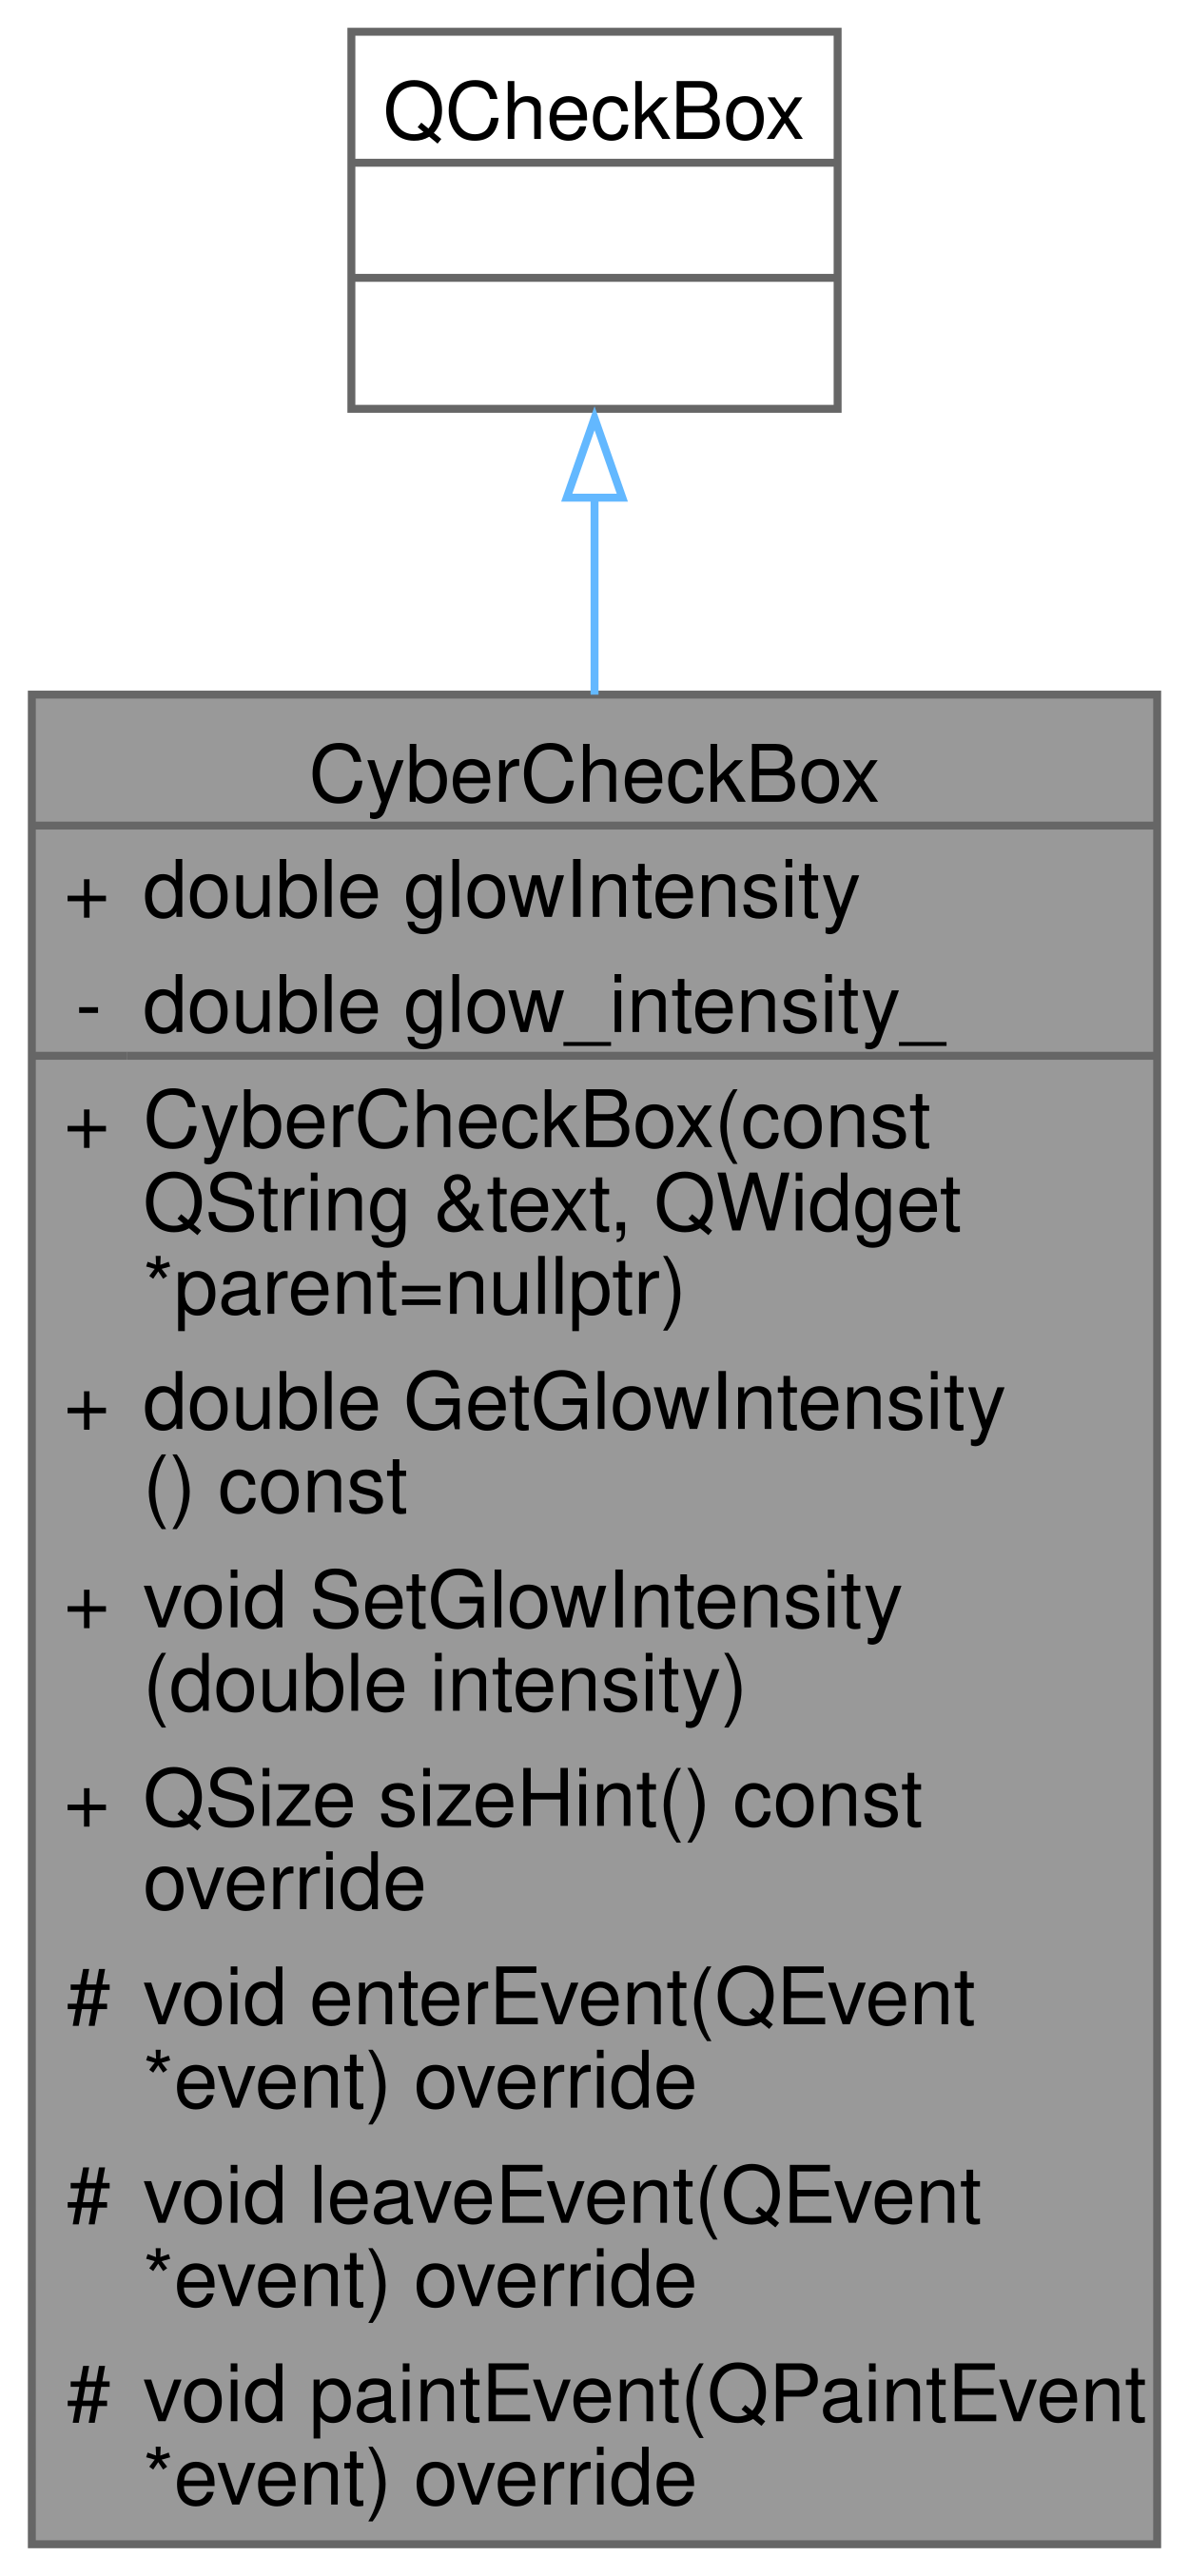 QCheckBox
CyberCheckBox
+ double glowIntensity
- double glow_intensity_
+ CyberCheckBox(const
QString &text, QWidget
*parent=nullptr)
+ double GetGlowIntensity
() const
+ void SetGlowIntensity
(double intensity)
+ QSize sizeHint() const
override
# void enterEvent(QEvent
*event) override
# void leaveEvent(QEvent
*event) override
# void paintEvent(QPaintEvent
*event) override